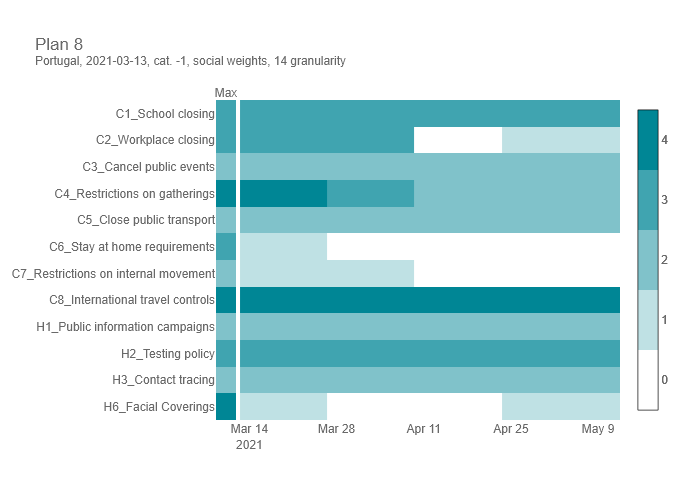 Plan 8
Portugal, 2021-03-13, cat. -1, social weights, 14 granularity
Max
C1_School closing
C2_Workplace closing
C3_Cancel public events
C4_Restrictions on gatherings
C5_Close public transport
C6_Stay at home requirements
C7_Restrictions on internal movement
C8_International travel controls
H1_Public information campaigns
H2_Testing policy
H3_Contact tracing
H6_Facial Coverings
Mar 14 Mar 28 Apr 11 Apr 25 May 9
2021
4
3
2
1
0